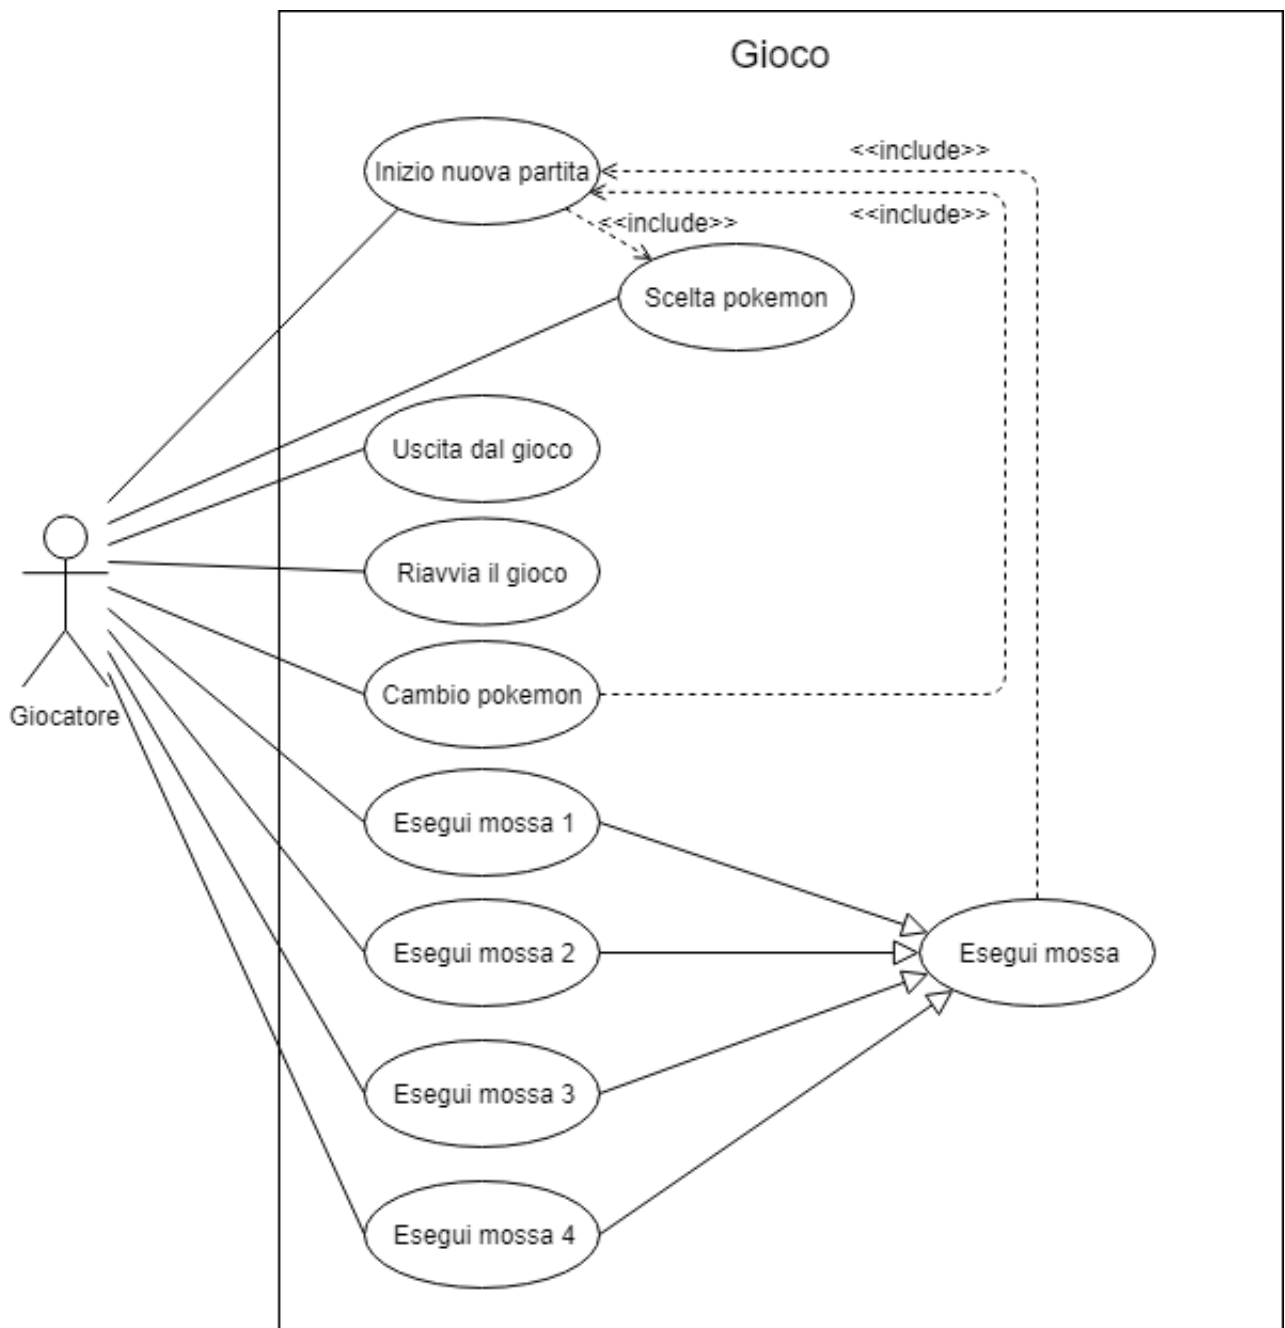 Gioco
<<include>>
Inizio nuova partita
<<include>>
<<include>>
Scelta pokemon
Uscita dal gioco
Riavvia il gioco
Cambio pokemon
Giocatore
Esegui mossa 1
Esegui mossa 2
Esegui mossa
Esegui mossa 3
Esegui mossa 4